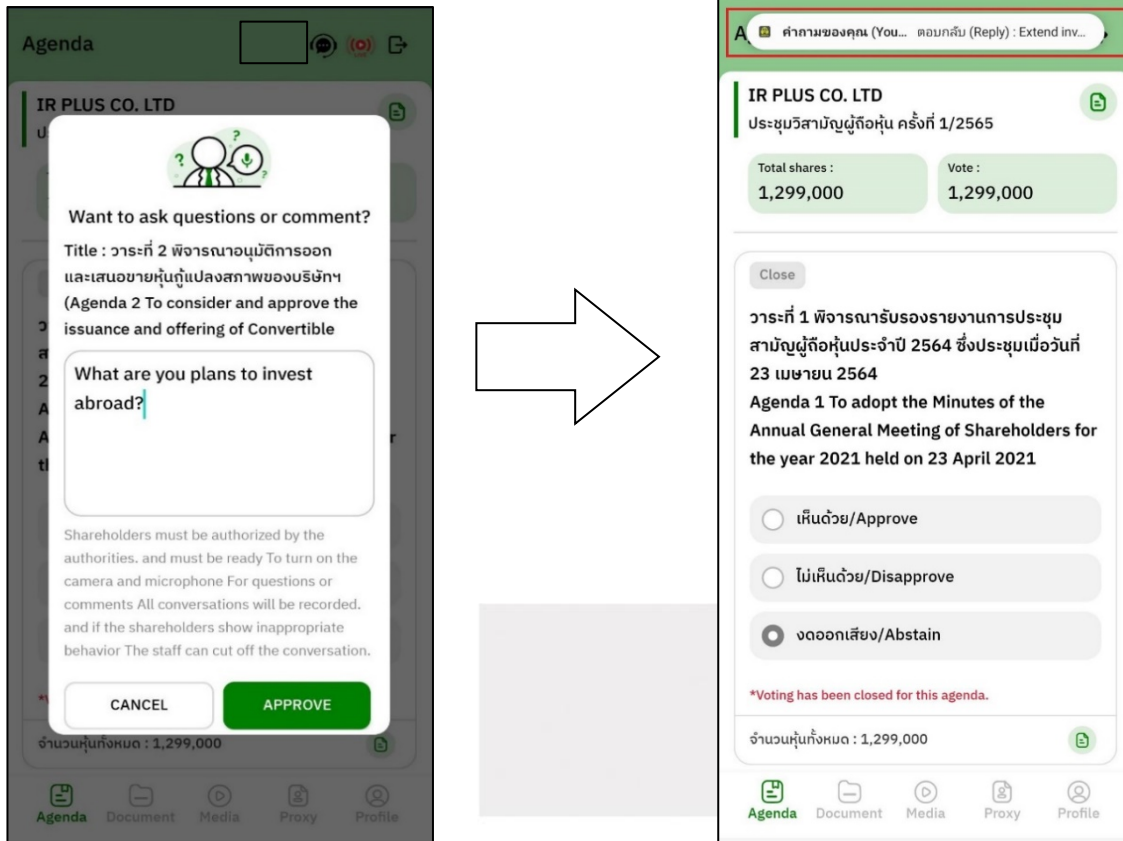 Agenda
IR PLUS CO. LTD
Want to ask questions or comment?
Title : วาระที่ 2 พิจารณาอนุมัติการออก
และเสนอขายหุ้นกู้แปลงสภาพของบริษัทฯ
(Agenda 2 To consider and approve the
issuance and offering of Convertible
What are you plans to invest
abroad?
Shareholders must be authorized by the
authorities. and must be ready To turn on the
camera and microphone For questions or
comments All conversations will be recorded.
and if the shareholders show inappropriate
behavior The staff can cut off the conversation.
CANCEL
APPROVE
จำนวนหุ้นทั้งหมด : 1,299,000
Agenda
Document
Media
Proxy
Profile
คำถามของคุณ (You... ตอบกลับ (Reply) : Extend inv...
IR PLUS CO. LTD
ประชุมวิสามัญผู้ถือหุ้น ครั้งที่ 1/2565
Total shares :
1,299,000
Vote :
1,299,000
Close
วาระที่ 1 พิจารณารับรองรายงานการประชุม
สามัญผู้ถือหุ้นประจำปี 2564 ซึ่งประชุมเมื่อวันที่
23 เมษายน 2564
Agenda 1 To adopt the Minutes of the
Annual General Meeting of Shareholders for
the year 2021 held on 23 April 2021
เห็นด้วย/Approve
ไม่เห็นด้วย/Disapprove
งดออกเสียง/Abstain
*Voting has been closed for this agenda.
จำนวนหุ้นทั้งหมด : 1,299,000
Agenda
Document
Media
Proxy
Profile